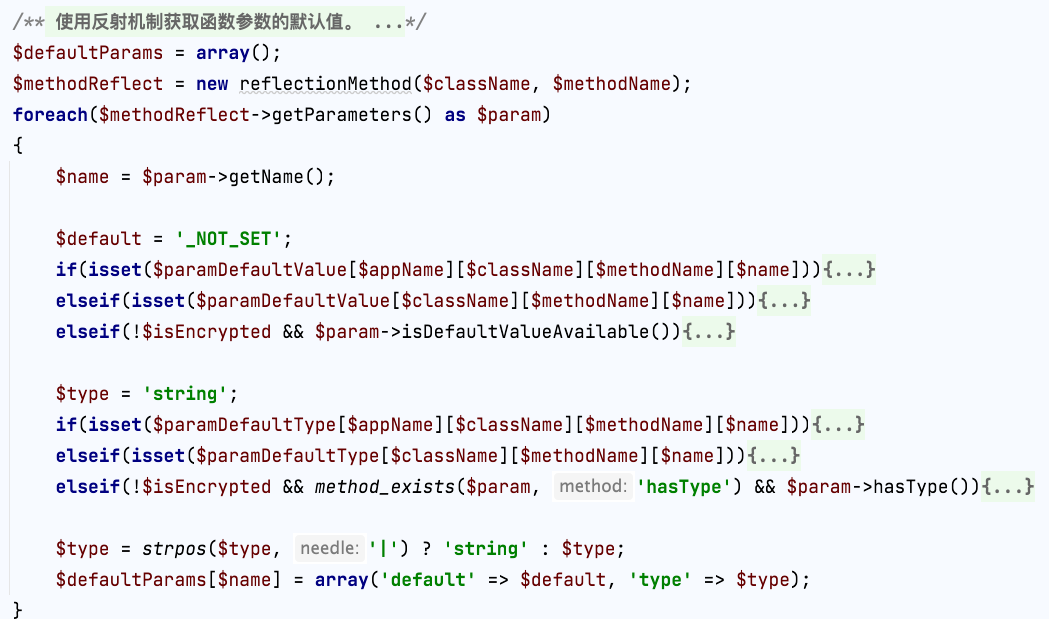 /** 使用反射机制获取函数参数的默认值。 ...*/
$defaultParams = array();
$methodReflect = new reflectionMethod($className, $methodName);
foreach($methodReflect->getParameters() as $param)
{
    $name = $param->getName();

    $default = '_NOT_SET';
    if(isset($paramDefaultValue[$appName][$className][$methodName][$name])){...}
    elseif(isset($paramDefaultValue[$className][$methodName][$name])){...}
    elseif(!$isEncrypted && $param->isDefaultValueAvailable()){...}

    $type = 'string';
    if(isset($paramDefaultType[$appName][$className][$methodName][$name])){...}
    elseif(isset($paramDefaultType[$className][$methodName][$name])){...}
    elseif(!$isEncrypted && method_exists($param, method: 'hasType') && $param->hasType()){...}

    $type = strpos($type, needle: '|') ? 'string' : $type;
    $defaultParams[$name] = array('default' => $default, 'type' => $type);
}